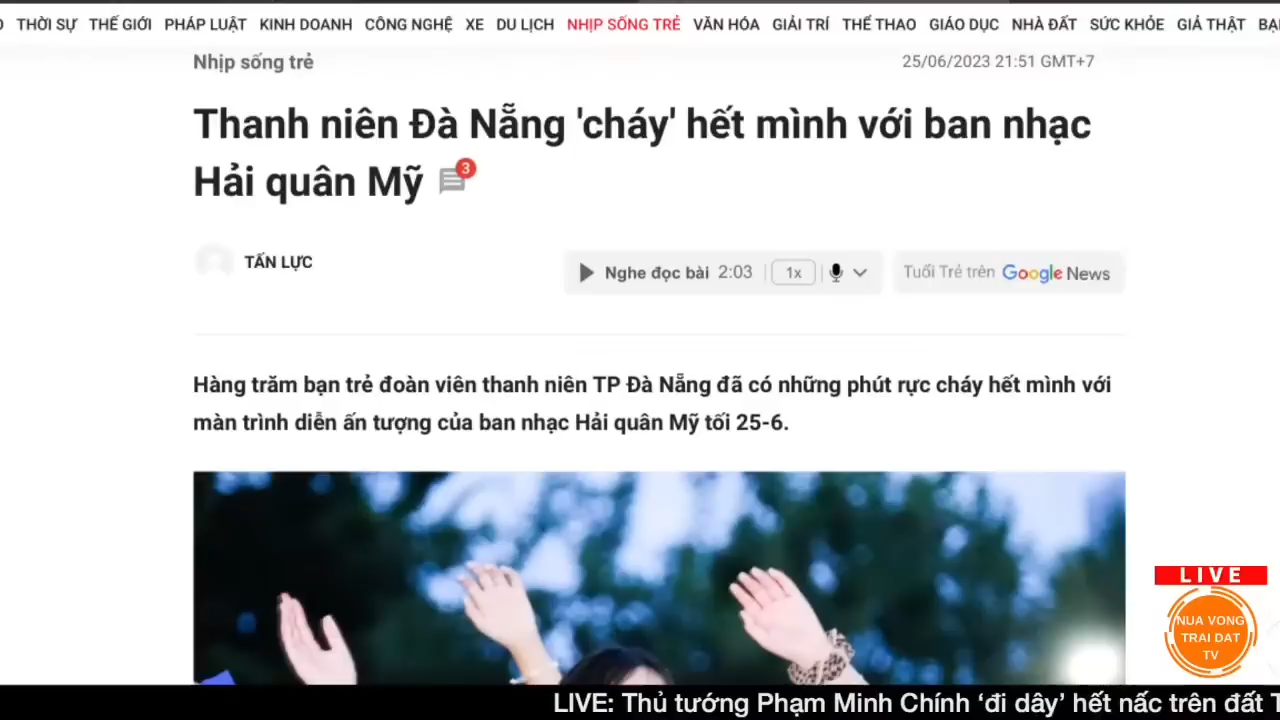 THỜI SỰ THẾ GIỚI PHÁP LUẬT KINH DOANH CÔNG NGHỆ XE DU LỊCH NHỊP SỐNG TRẺ VĂN HÓA GIẢI TRÍ THỂ THAO GIÁO DỤC NHÀ ĐẤT SỨC KHỎE GIẢ THẬT
Nhịp sống trẻ
25/06/2023 21:51 GMT+7
Thanh niên Đà Nẵng 'cháy' hết mình với ban nhạc
Hải quân Mỹ 3
TẤN LỰC
Nghe đọc bài 2:03 1x
Tuổi Trẻ trên Google News
Hàng trăm bạn trẻ đoàn viên thanh niên TP Đà Nẵng đã có những phút rực cháy hết mình với
màn trình diễn ấn tượng của ban nhạc Hải quân Mỹ tối 25-6.
LIVE
NUA VONG
TRAI DAT
TV
LIVE: Thủ tướng Phạm Minh Chính ‘đi dây’ hết nấc trên đất